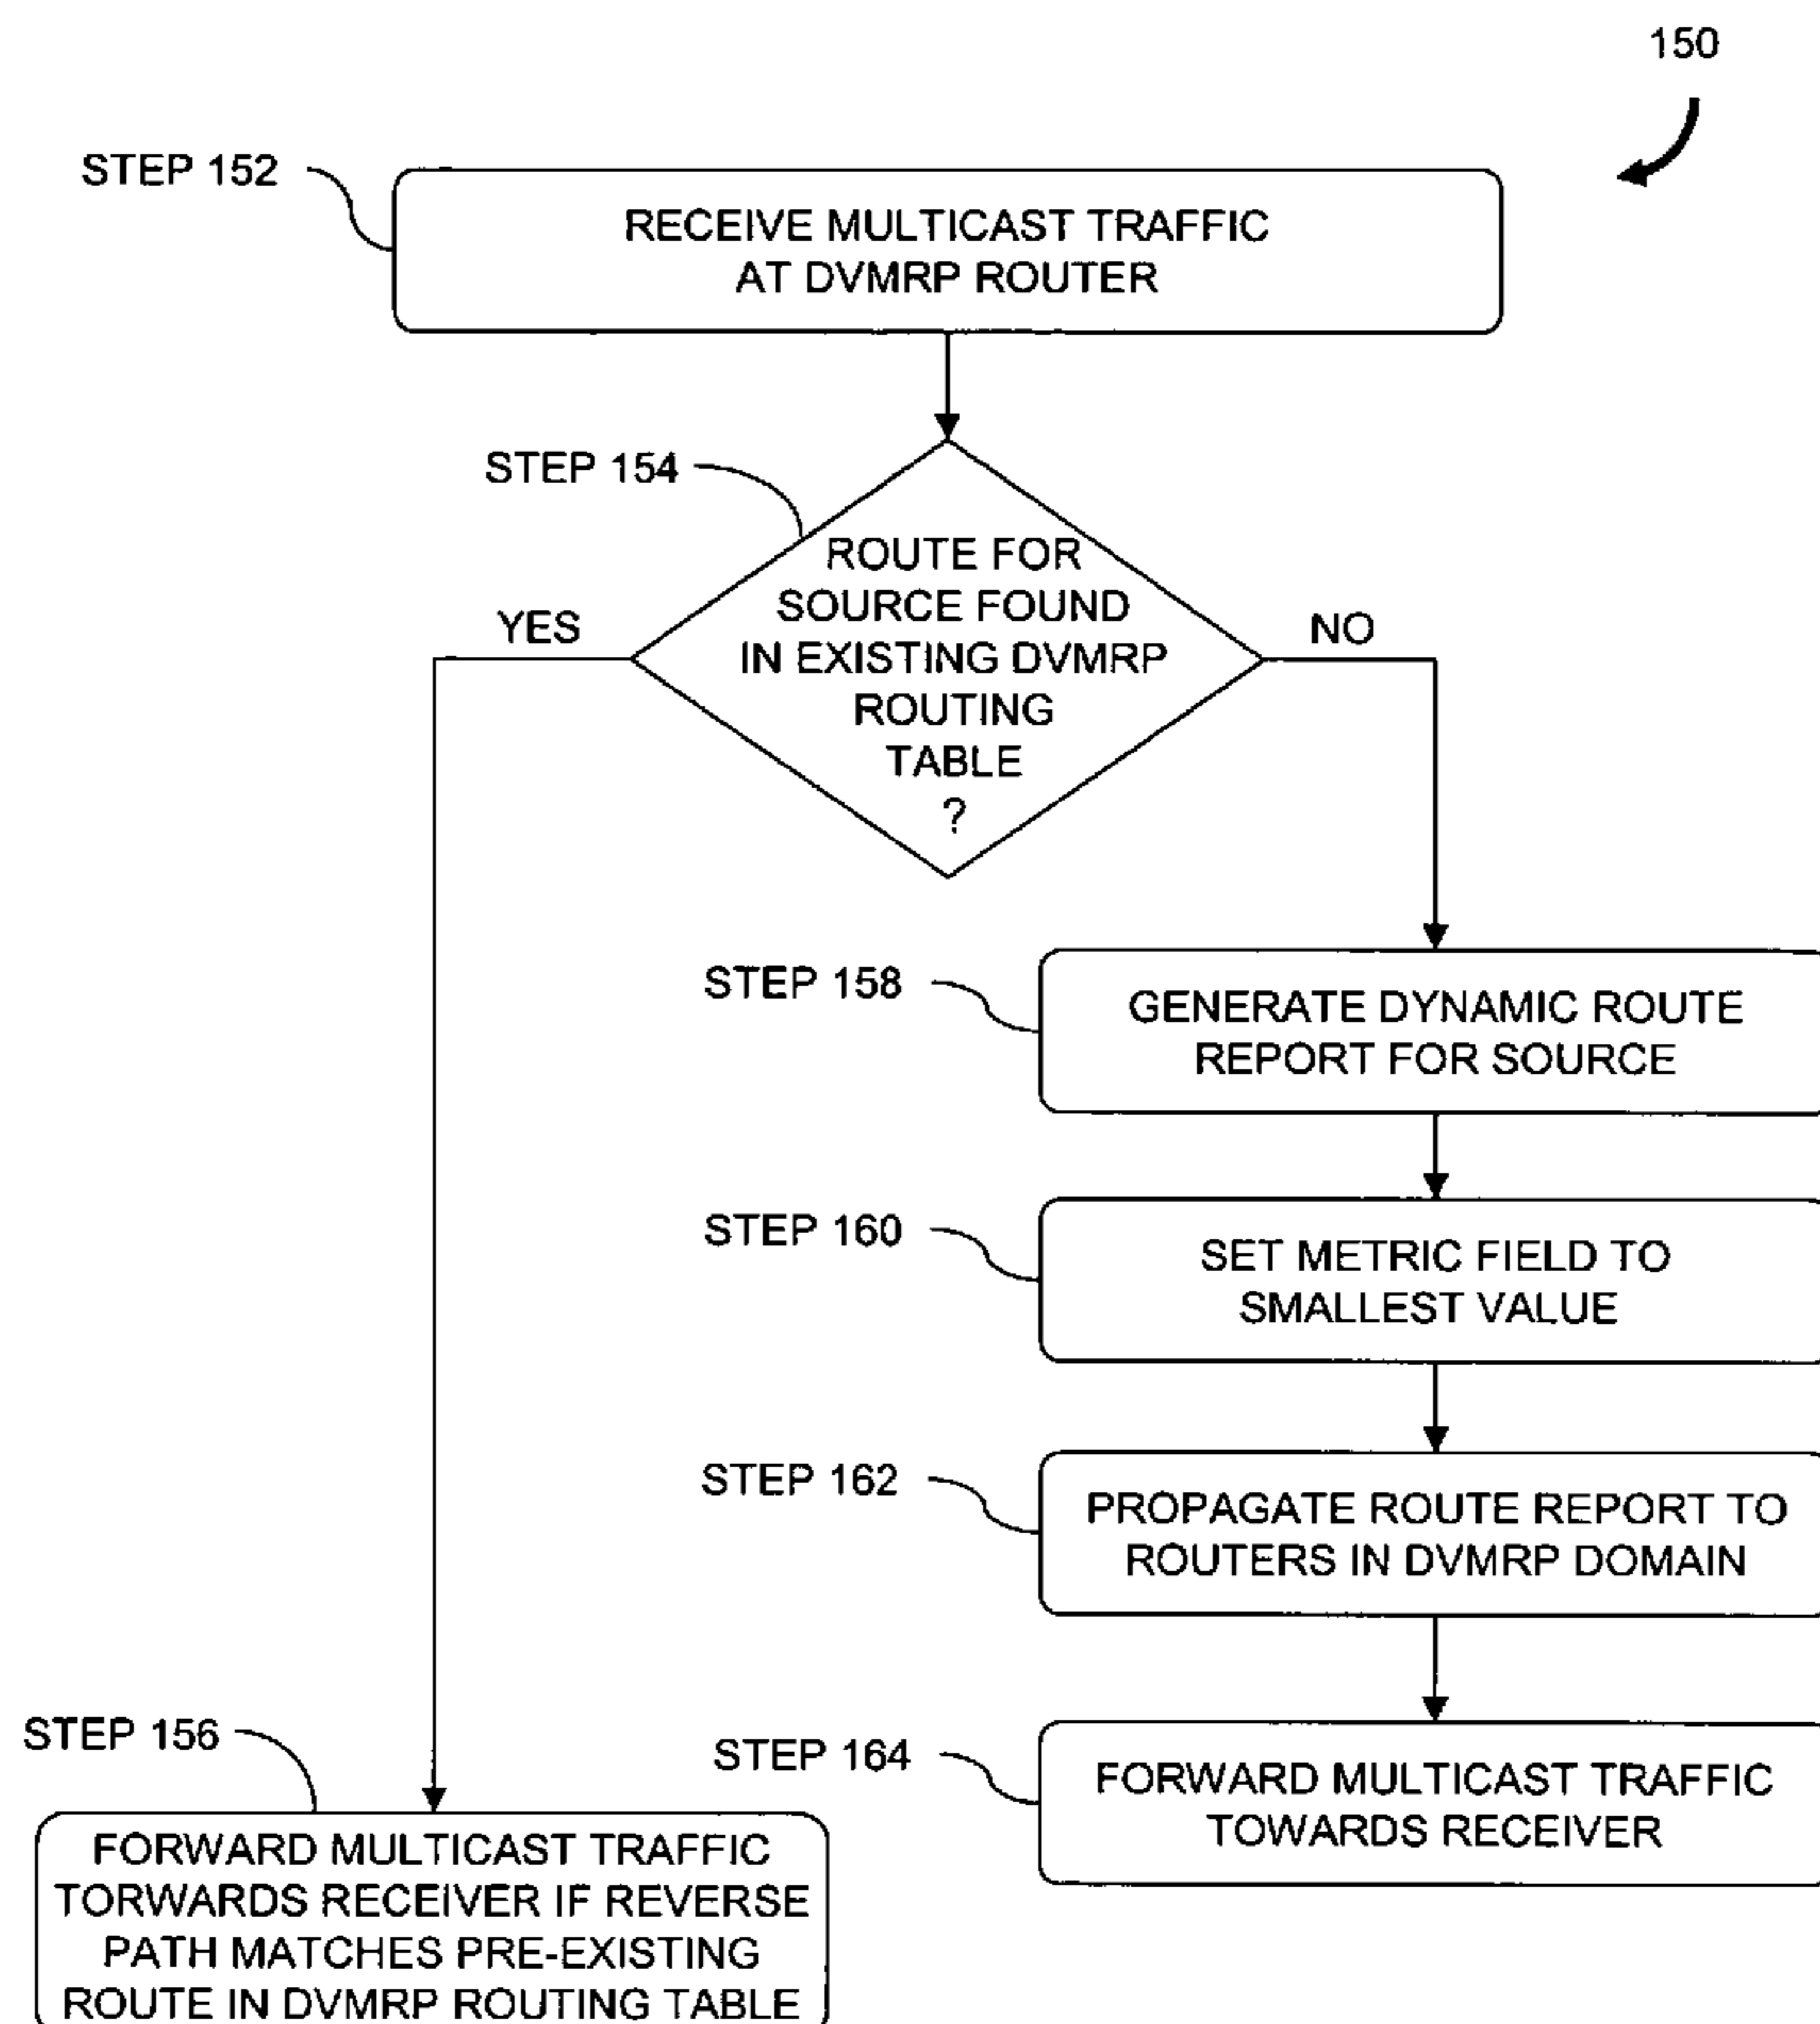 150
STEP 152
RECEIVE MULTICAST TRAFFIC
AT DVMRP ROUTER
STEP 154
ROUTE FOR
SOURCE FOUND
IN EXISTING DVMRP
ROUTING
TABLE
?
YES
NO
STEP 158
GENERATE DYNAMIC ROUTE
REPORT FOR SOURCE
STEP 160
SET METRIC FIELD TO
SMALLEST VALUE
STEP 162
PROPAGATE ROUTE REPORT TO
ROUTERS IN DVMRP DOMAIN
STEP 156
FORWARD MULTICAST TRAFFIC
TORWARDS RECEIVER IF REVERSE
PATH MATCHES PRE-EXISTING
ROUTE IN DVMRP ROUTING TABLE
STEP 164
FORWARD MULTICAST TRAFFIC
TOWARDS RECEIVER